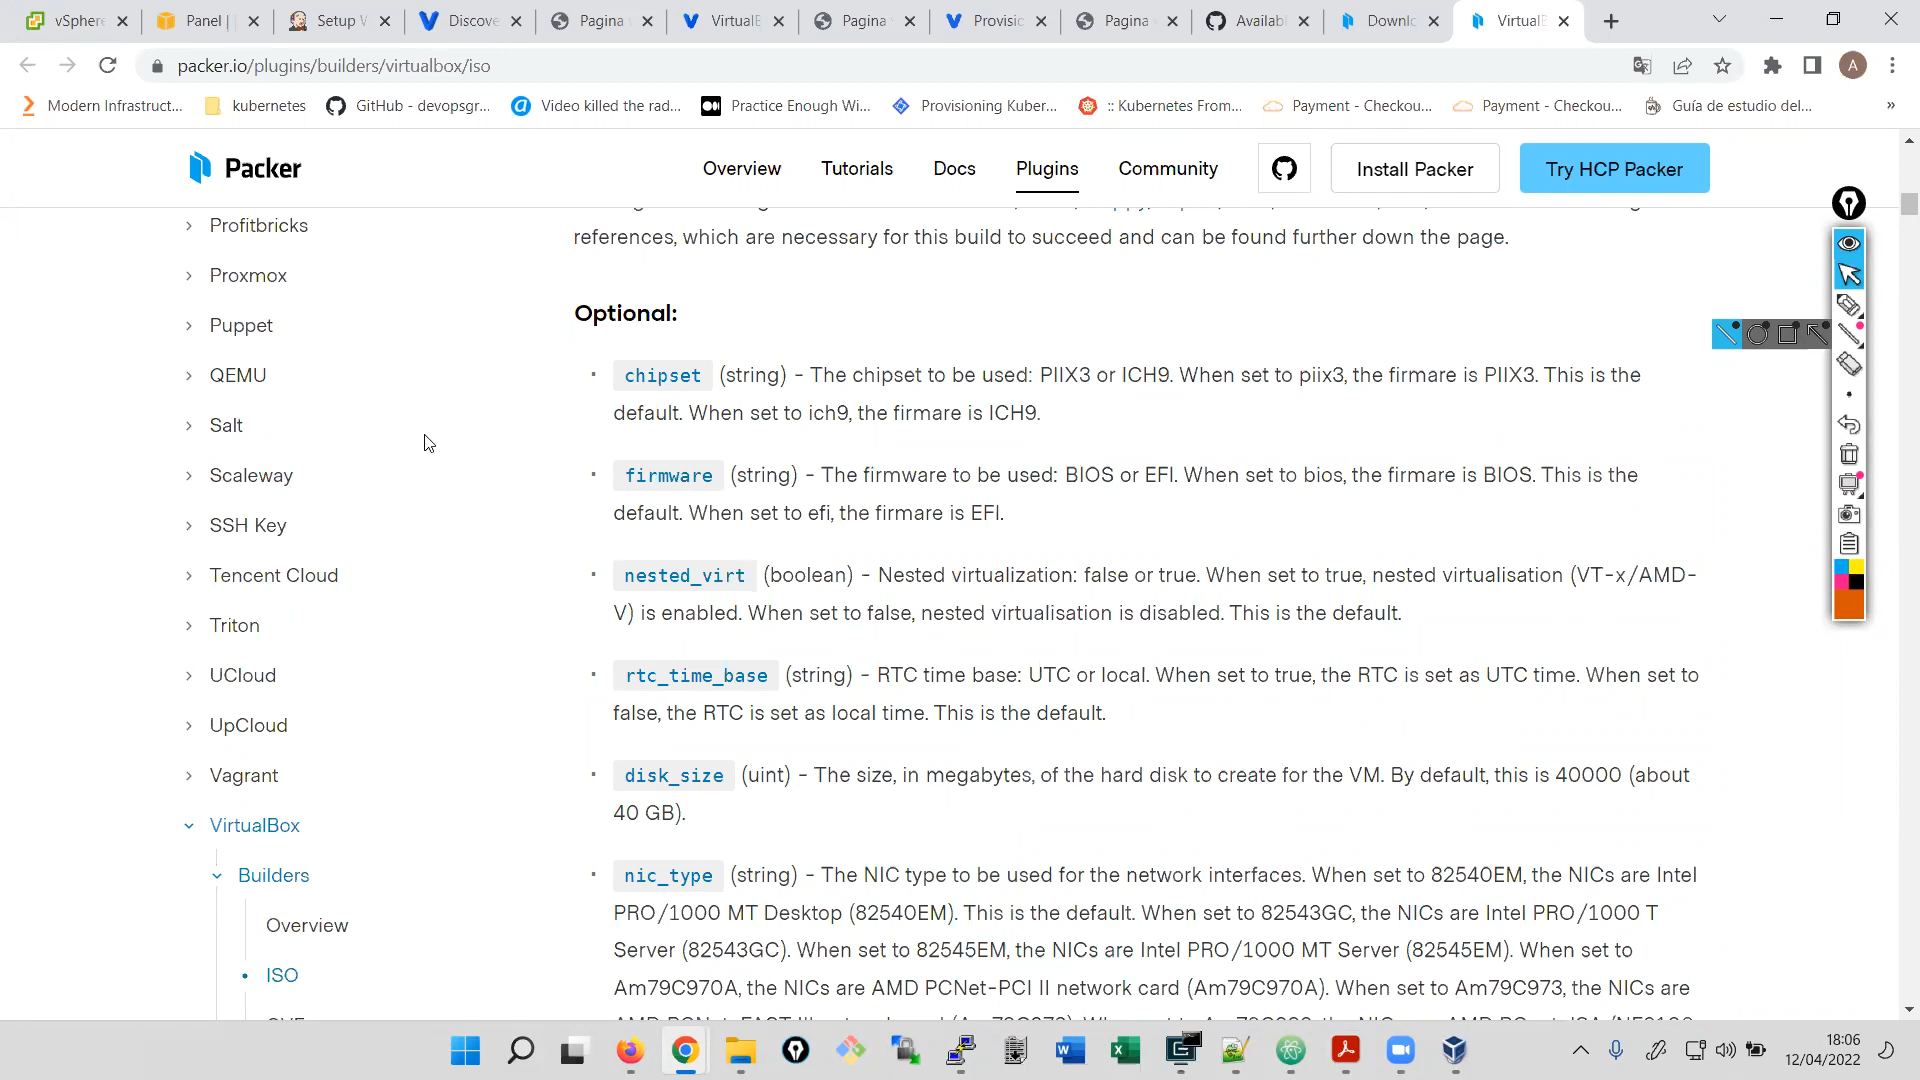 vSphere
Panel |
Setup V
Discove
Pagina
VirtualB
Pagina
Provisic
Pagina
Availab
Downlo
VirtualB
packer.io/plugins/builders/virtualbox/iso
A
Modern Infrastruct...
kubernetes
GitHub - devopsgr...
Video killed the rad...
Practice Enough Wi...
Provisioning Kuber...
:: Kubernetes From...
Payment - Checkou...
Payment - Checkou...
Guía de estudio del...
»
Packer
Overview
Tutorials
Docs
Plugins
Community
Install Packer
Try HCP Packer
Profitbricks
Proxmox
Puppet
QEMU
Salt
Scaleway
SSH Key
Tencent Cloud
Triton
UCloud
UpCloud
Vagrant
VirtualBox
Builders
Overview
ISO
references, which are necessary for this build to succeed and can be found further down the page.
Optional:
chipset (string) - The chipset to be used: PIIX3 or ICH9. When set to piix3, the firmare is PIIX3. This is the
default. When set to ich9, the firmare is ICH9.
firmware (string) - The firmware to be used: BIOS or EFI. When set to bios, the firmare is BIOS. This is the
default. When set to efi, the firmare is EFI.
nested_virt (boolean) - Nested virtualization: false or true. When set to true, nested virtualisation (VT-x/AMD-
V) is enabled. When set to false, nested virtualisation is disabled. This is the default.
rtc_time_base (string) - RTC time base: UTC or local. When set to true, the RTC is set as UTC time. When set to
false, the RTC is set as local time. This is the default.
disk_size (uint) - The size, in megabytes, of the hard disk to create for the VM. By default, this is 40000 (about
40 GB).
nic_type (string) - The NIC type to be used for the network interfaces. When set to 82540EM, the NICs are Intel
PRO/1000 MT Desktop (82540EM). This is the default. When set to 82543GC, the NICs are Intel PRO/1000 T
Server (82543GC). When set to 82545EM, the NICs are Intel PRO/1000 MT Server (82545EM). When set to
Am79C970A, the NICs are AMD PCNet-PCI II network card (Am79C970A). When set to Am79C973, the NICs are
18:06
12/04/2022